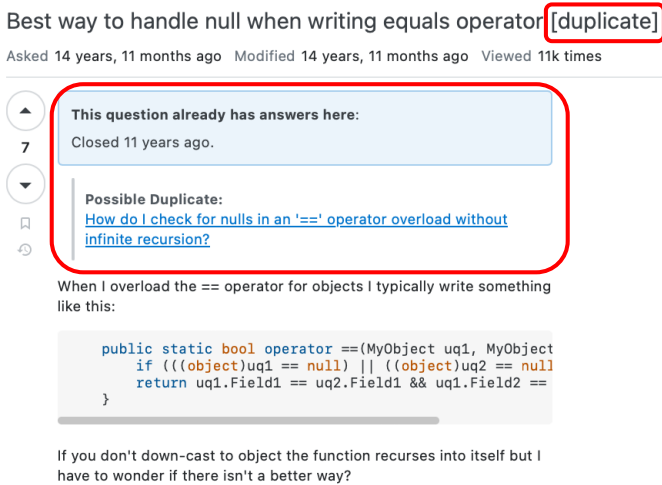 Best way to handle null when writing equals operator [duplicate]
Asked 14 years, 11 months ago Modified 14 years, 11 months ago Viewed 11k times
This question already has answers here:
7
Closed 11 years ago.
Possible Duplicate:
How do I check for nulls in an '==' operator overload without
infinite recursion?
When I overload the == operator for objects I typically write something
like this:
public static bool operator ==(MyObject uq1, MyObject
if (((object)uq1 == null) || ((object)uq2 == null
return uq1.Field1 == uq2.Field1 && uq1.Field2 ==
}
If you don't down-cast to object the function recurses into itself but I
have to wonder if there isn't a better way?